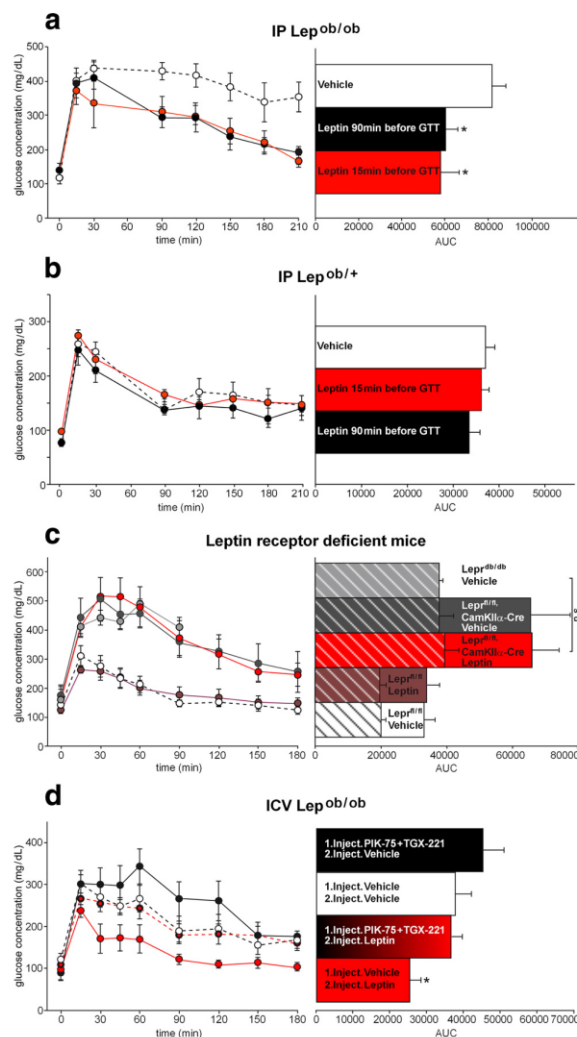 a
IP Lep ob/ob
glucose concentration (mg/dL)
500
400
300
200
100
0
0 30 60 90 120 150 180 210
time (min)
Vehicle
Leptin 90min before GTT
*
Leptin 15min before GTT
*
0 20000 40000 60000 80000 100000
AUC
b
IP Lep ob/+
glucose concentration (mg/dL)
300
200
100
0
0 30 60 90 120 150 180 210
time (min)
Vehicle
Leptin 15min before GTT
Leptin 90min before GTT
0 10000 20000 30000 40000 50000
AUC
c
Leptin receptor deficient mice
glucose concentration (mg/dL)
600
500
400
300
200
100
0
0 30 60 90 120 150 180
time (min)
Lepr db/db
Vehicle
Lepr fl/fl,
CamKIIα-Cre
Vehicle
Lepr fl/fl,
CamKIIα-Cre
Leptin
Lepr fl/fl
Leptin
Lepr fl/fl
Vehicle
0 20000 40000 60000 80000
AUC
d
ICV Lep ob/ob
glucose concentration (mg/dL)
400
300
200
100
0
0 30 60 90 120 150 180
time (min)
1.Inject.PIK-75+TGX-221
2.Inject.Vehicle
1.Inject.Vehicle
2.Inject.Vehicle
1.Inject.PIK-75+TGX-221
2.Inject.Leptin
1.Inject.Vehicle
2.Inject.Leptin
*
0 10000 20000 30000 40000 50000 60000 70000
AUC